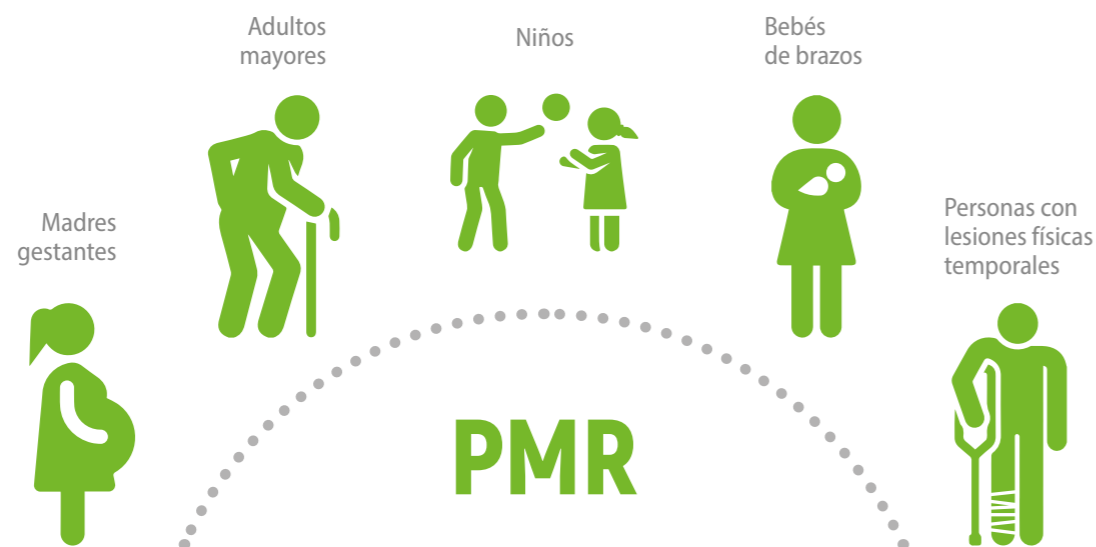 Adultos
mayores
Niños
Bebés
de brazos
Madres
gestantes
Personas con
lesiones físicas
temporales
PMR